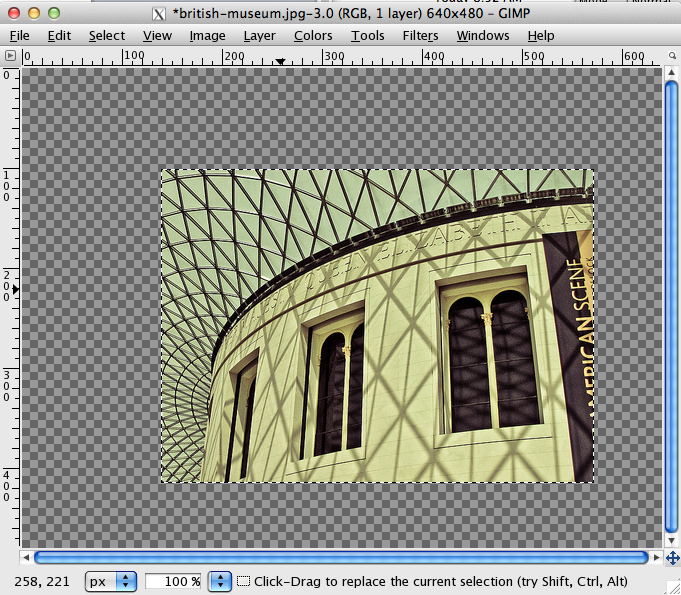 *british-museum.jpg-3.0 (RGB, 1 layer) 640x480 – GIMP
File Edit Select View Image Layer Colors Tools Filters Windows Help
0 100 200 300 400 500 600
0
100
200
300
400
AMERICAN SCENE
258, 221 px 100 % Click-Drag to replace the current selection (try Shift, Ctrl, Alt)